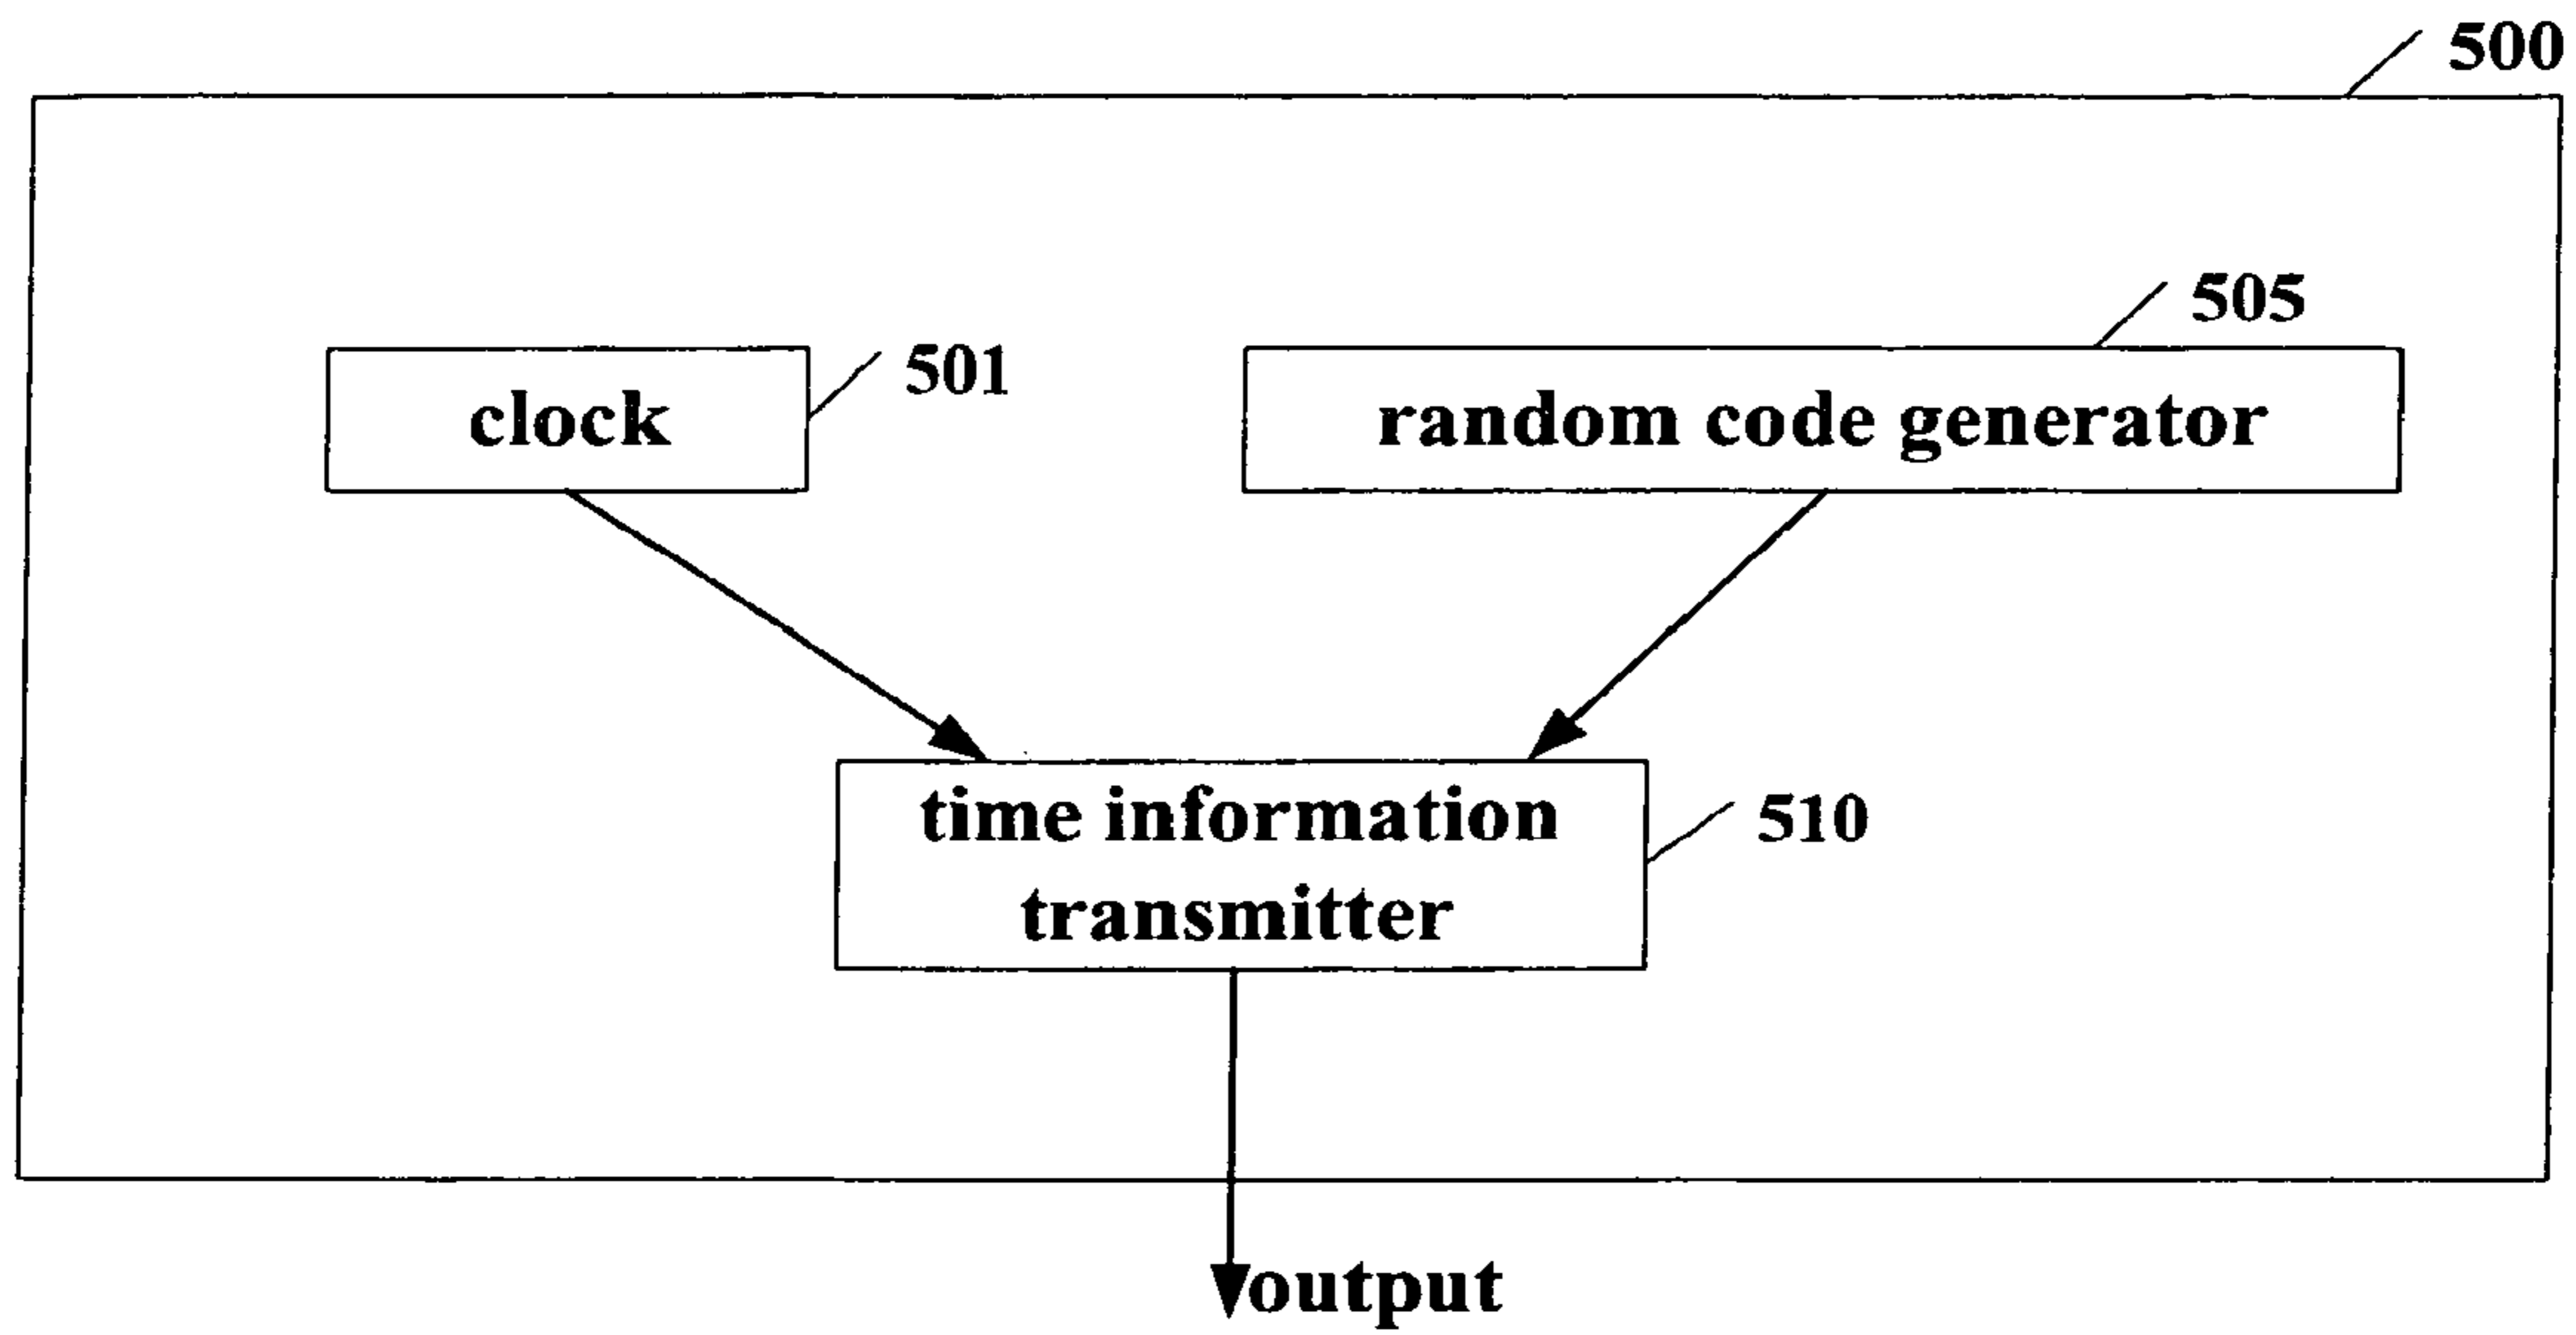 500
505
501
clock
random code generator
time information
transmitter
510
output